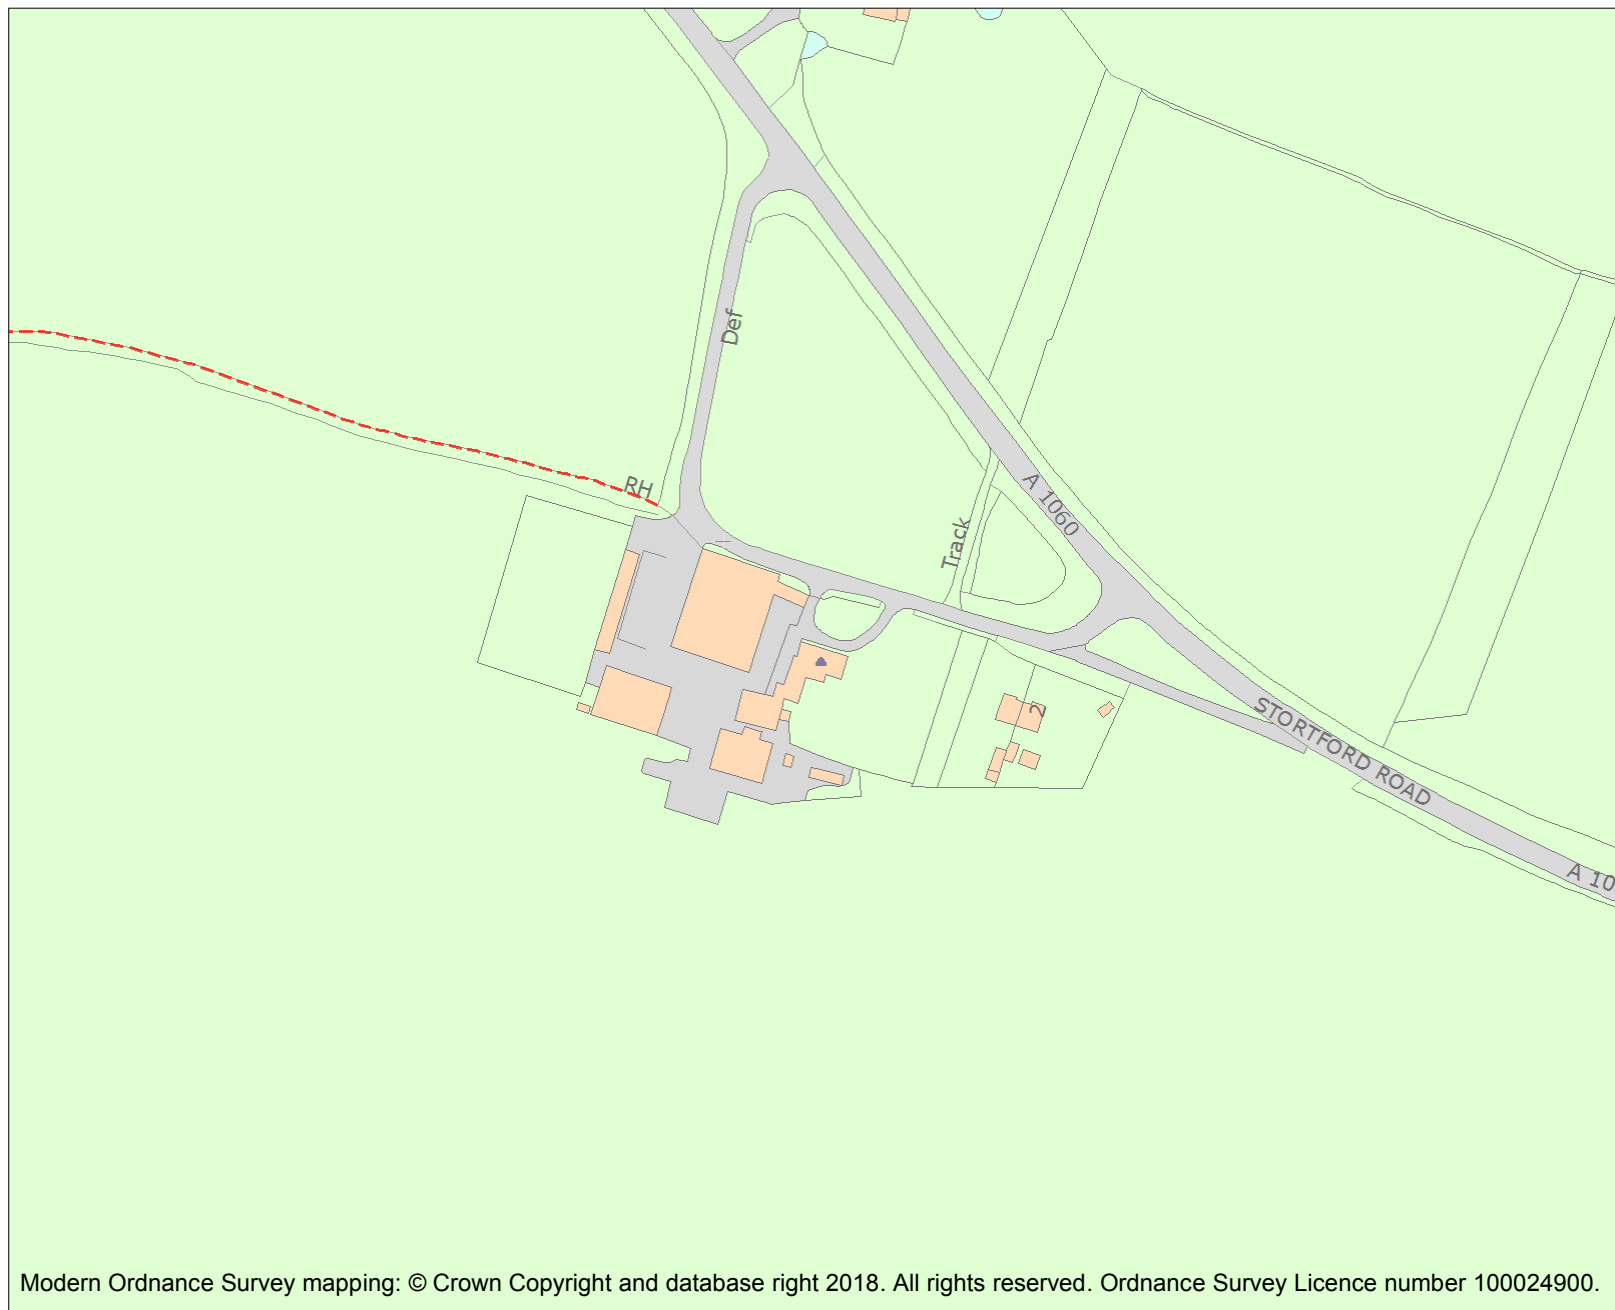 Def
RH
A 1060
Track
2
STORTFORD ROAD
A 10
Modern Ordnance Survey mapping: © Crown Copyright and database right 2018. All rights reserved. Ordnance Survey Licence number 100024900.